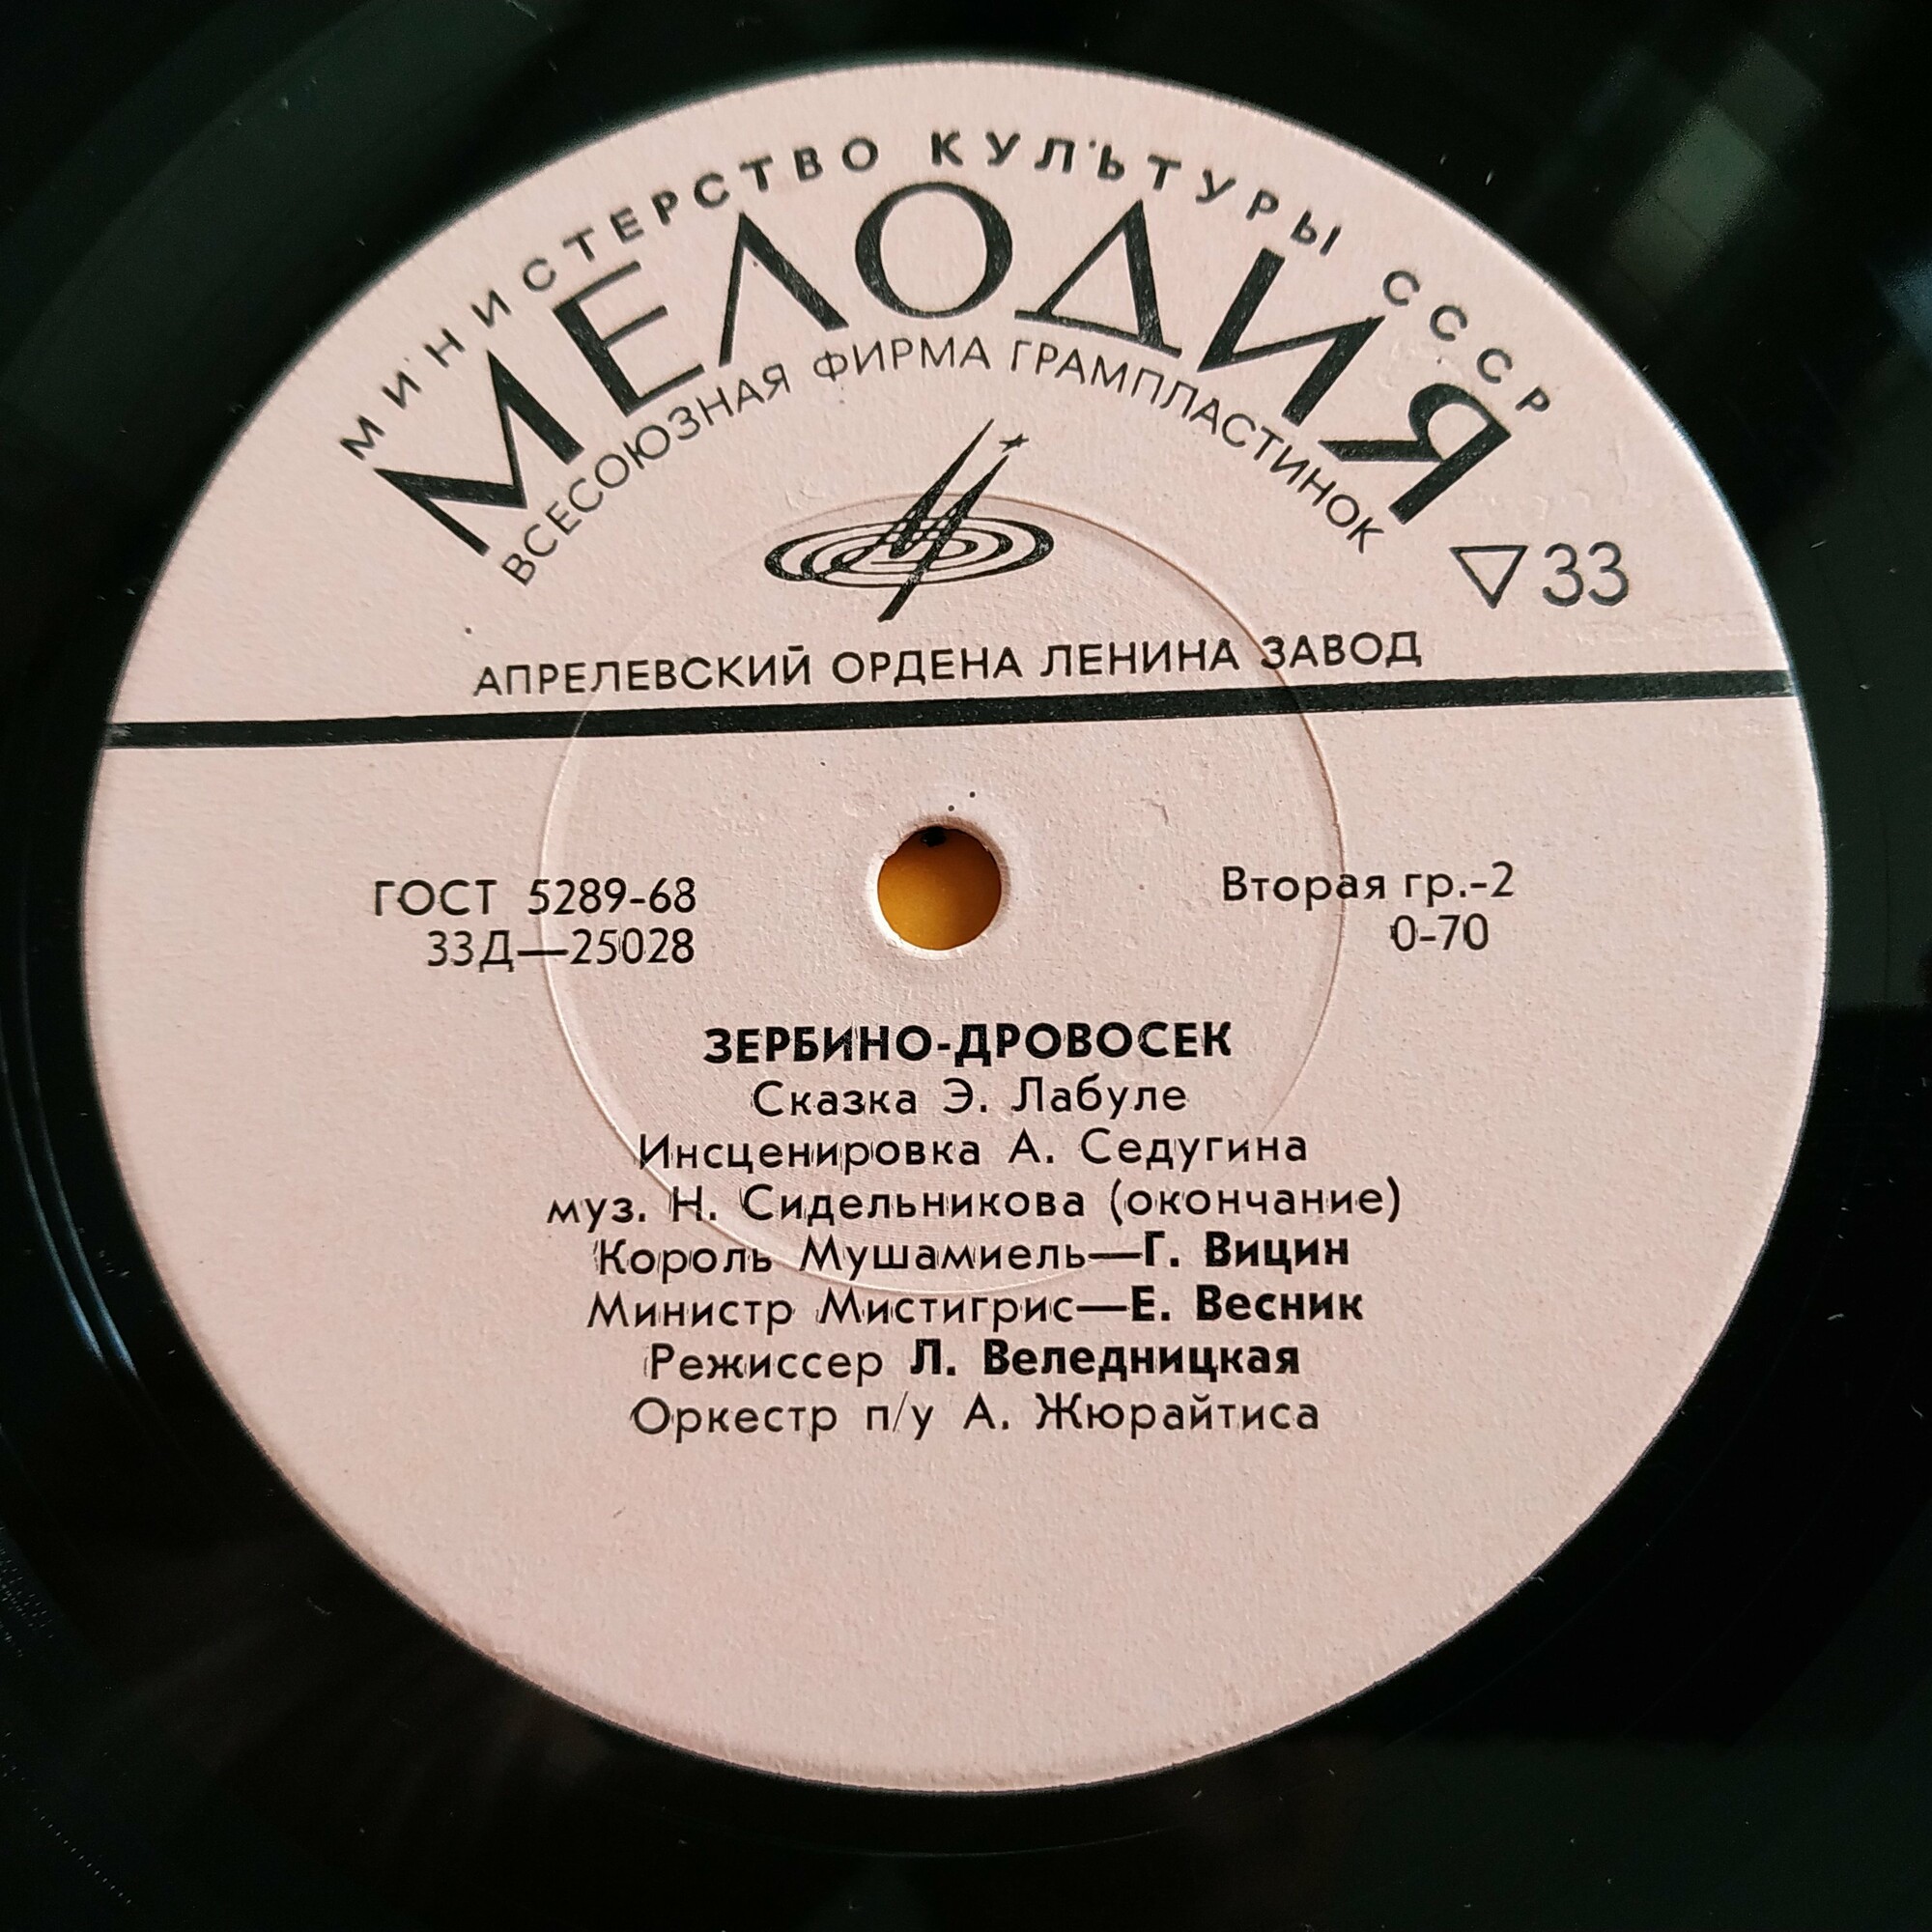 МИНИСТЕРСТВО КУЛЬТУРЫ СССР
МЕЛОДИЯ
ВСЕСОЮЗНАЯ ФИРМА ГРАМПЛАСТИНОК
▽33
АПРЕЛЕВСКИЙ ОРДЕНА ЛЕНИНА ЗАВОД
ГОСТ 5289-68
33Д—25028
Вторая гр.-2
0-70
ЗЕРБИНО-ДРОВОСЕК
Сказка Э. Лабуле
Инсценировка А. Седугина
муз. Н. Сидельникова (окончание)
Король Мушамиель—Г. Вицин
Министр Мистигрис—Е. Весник
Режиссер Л. Веледницкая
Оркестр п/у А. Жюрайтиса